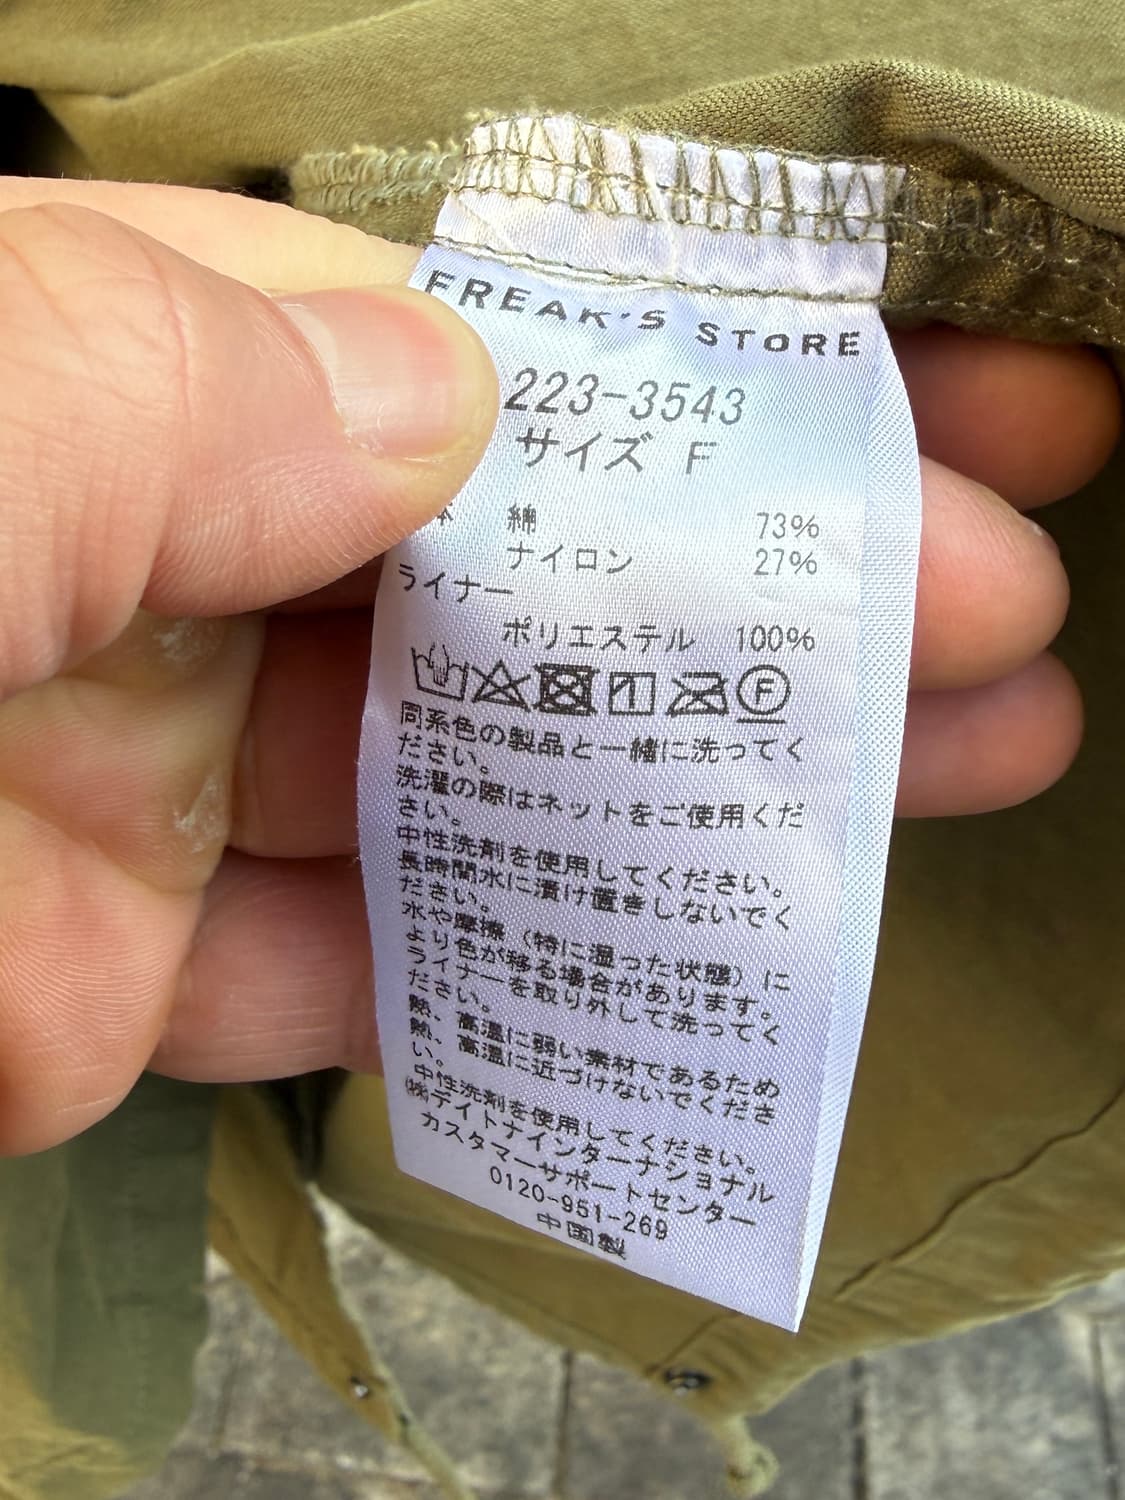 FREAK'S STORE
223-3543
サイズ F
体 綿 73%
ナイロン 27%
ライナー
ポリエステル 100%
F
同系色の製品と一緒に洗ってく
ださい。
洗濯の際はネットをご使用くだ
さい。
中性洗剤を使用してください。
長時間水に漬け置きしないでく
ださい。
水や摩擦（特に湿った状態）に
より色が移る場合があります。
ライナーを取り外して洗ってく
ださい。
熱、高温に弱い素材であるため
熱、高温に近づけないでくださ
い。
中性洗剤を使用してください。
㈱デイトナインターナショナル
カスタマーサポートセンター
0120-951-269
中国製